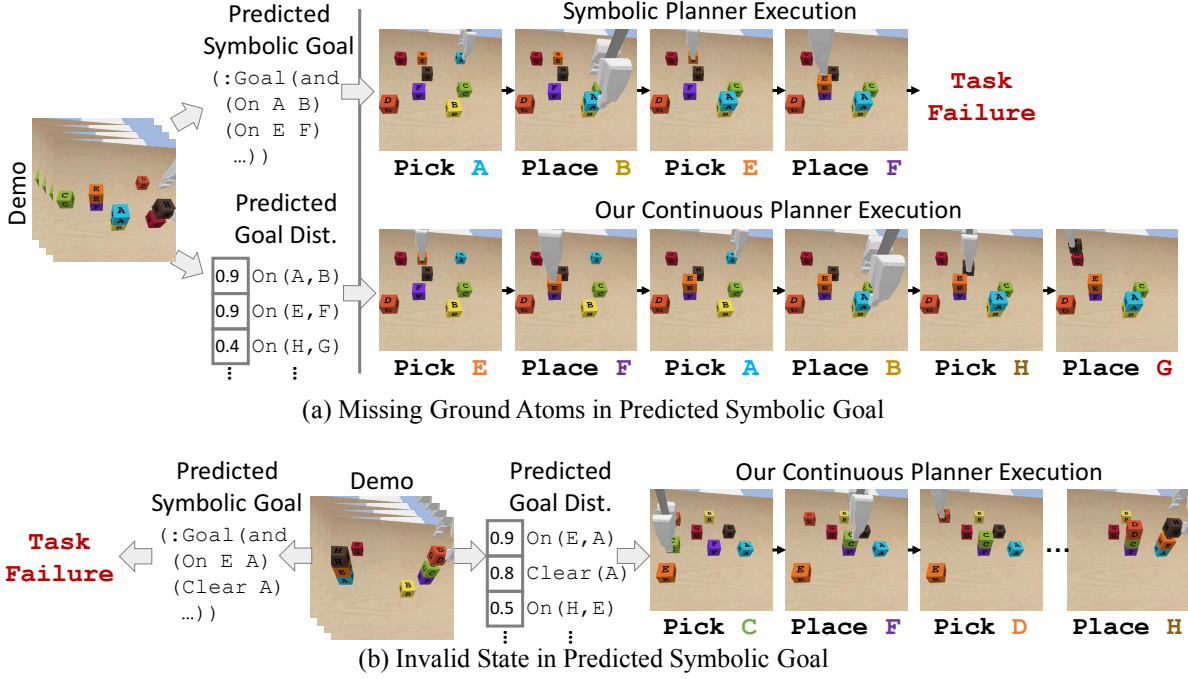 Predicted
Symbolic Goal
Symbolic Planner Execution
(:Goal(and
(On A B)
(On E F)
…))
Task
Failure
Pick A
Place B
Pick E
Place F
Demo
Predicted
Goal Dist.
Our Continuous Planner Execution
0.9 On(A,B)
0.9 On(E,F)
0.4 On(H,G)
⋮ ⋮
Pick E
Place F
Pick A
Place B
Pick H
Place G
(a) Missing Ground Atoms in Predicted Symbolic Goal
Predicted
Symbolic Goal
Demo
Predicted
Goal Dist.
Our Continuous Planner Execution
Task
Failure
(:Goal(and
(On E A)
(Clear A)
…))
0.9 On(E,A)
0.8 Clear(A)
0.5 On(H,E)
⋮ ⋮
...
Pick C
Place F
Pick D
Place H
(b) Invalid State in Predicted Symbolic Goal